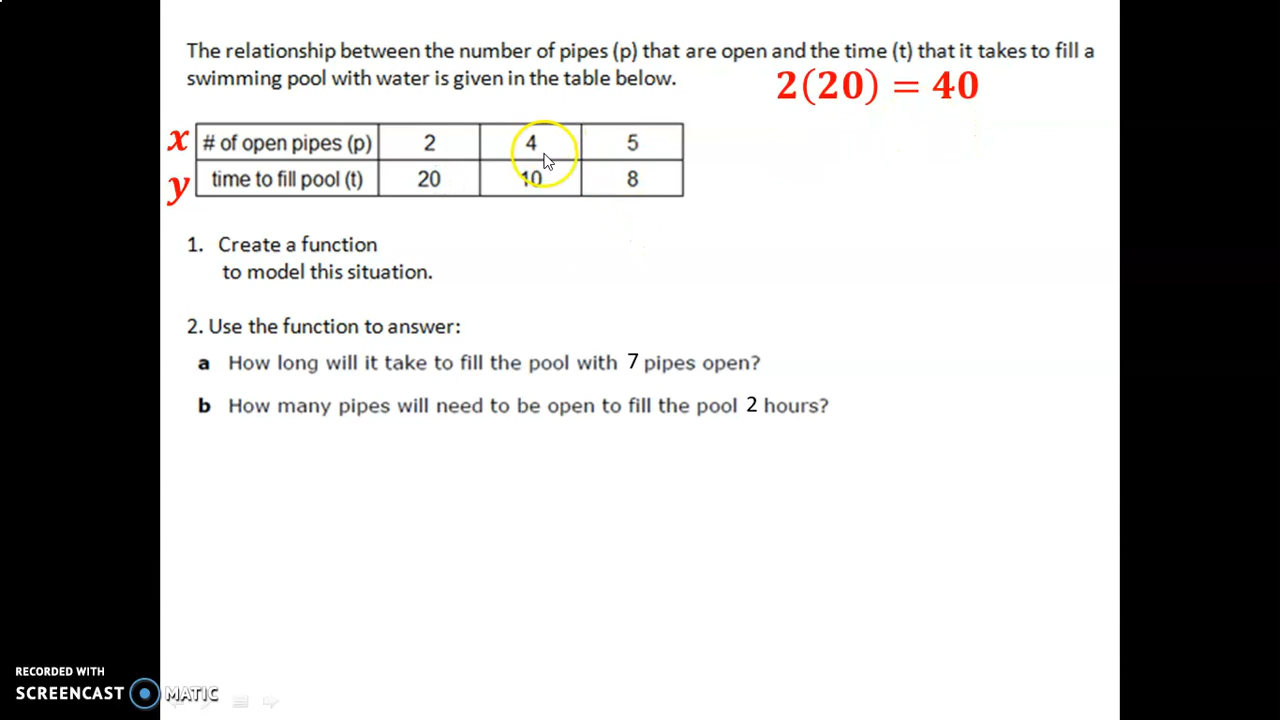 The relationship between the number of pipes (p) that are open and the time (t) that it takes to fill a
swimming pool with water is given in the table below.
2(20) = 40
x # of open pipes (p) 2 4 5
y time to fill pool (t) 20 10 8
1. Create a function
to model this situation.
2. Use the function to answer:
a How long will it take to fill the pool with 7 pipes open?
b How many pipes will need to be open to fill the pool 2 hours?
RECORDED WITH
SCREENCAST MATIC